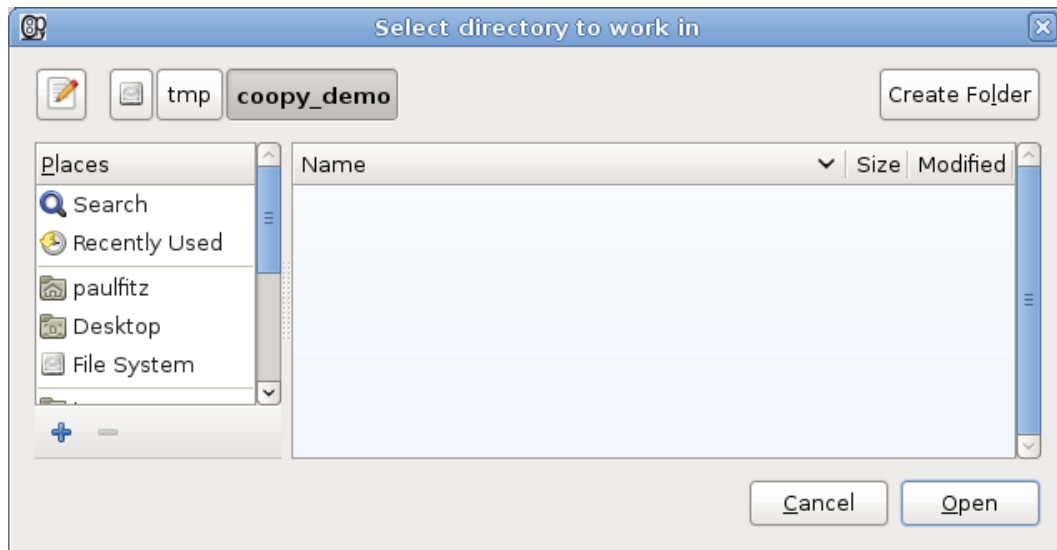 Select directory to work in
tmp coopy_demo Create Folder
Places Name Size Modified
Search
Recently Used
paulfitz
Desktop
File System
Cancel Open